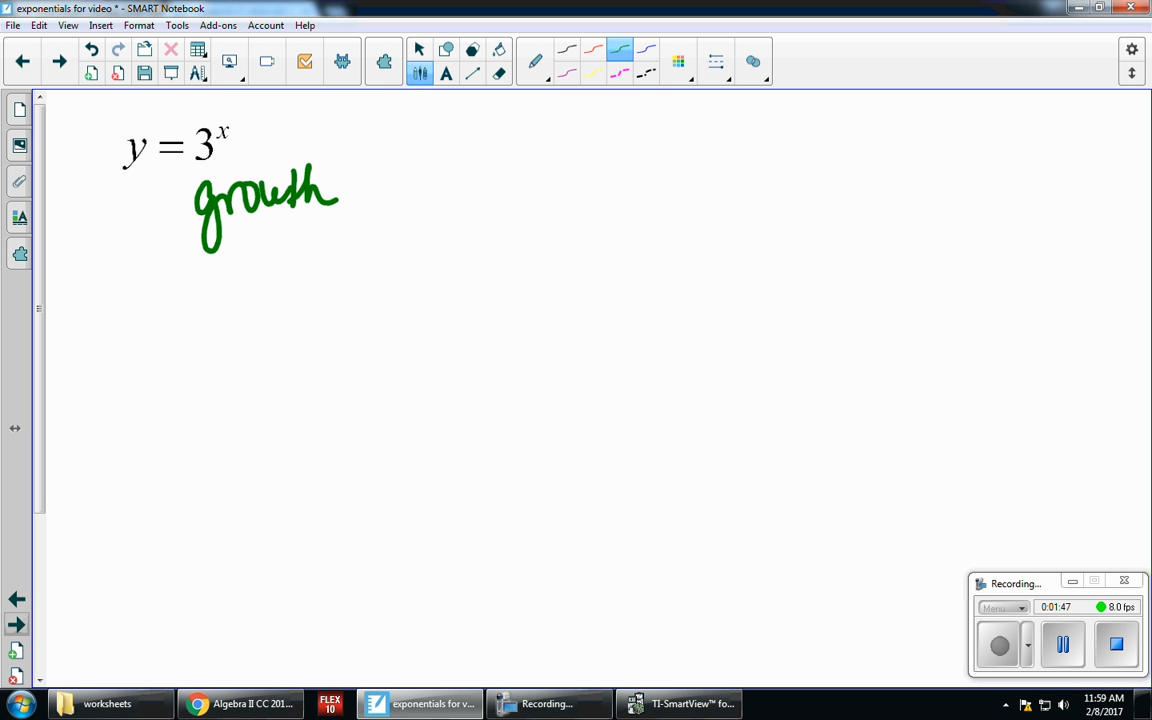 exponentials for video * - SMART Notebook
File Edit View Insert Format Tools Add-ons Account Help
y = 3^x
growth
Recording...
Menu 0:01:47 8.0 fps
worksheets Algebra II CC 201... FLEX 10 exponentials for v... Recording... TI-SmartView™ fo... 11:59 AM
2/8/2017